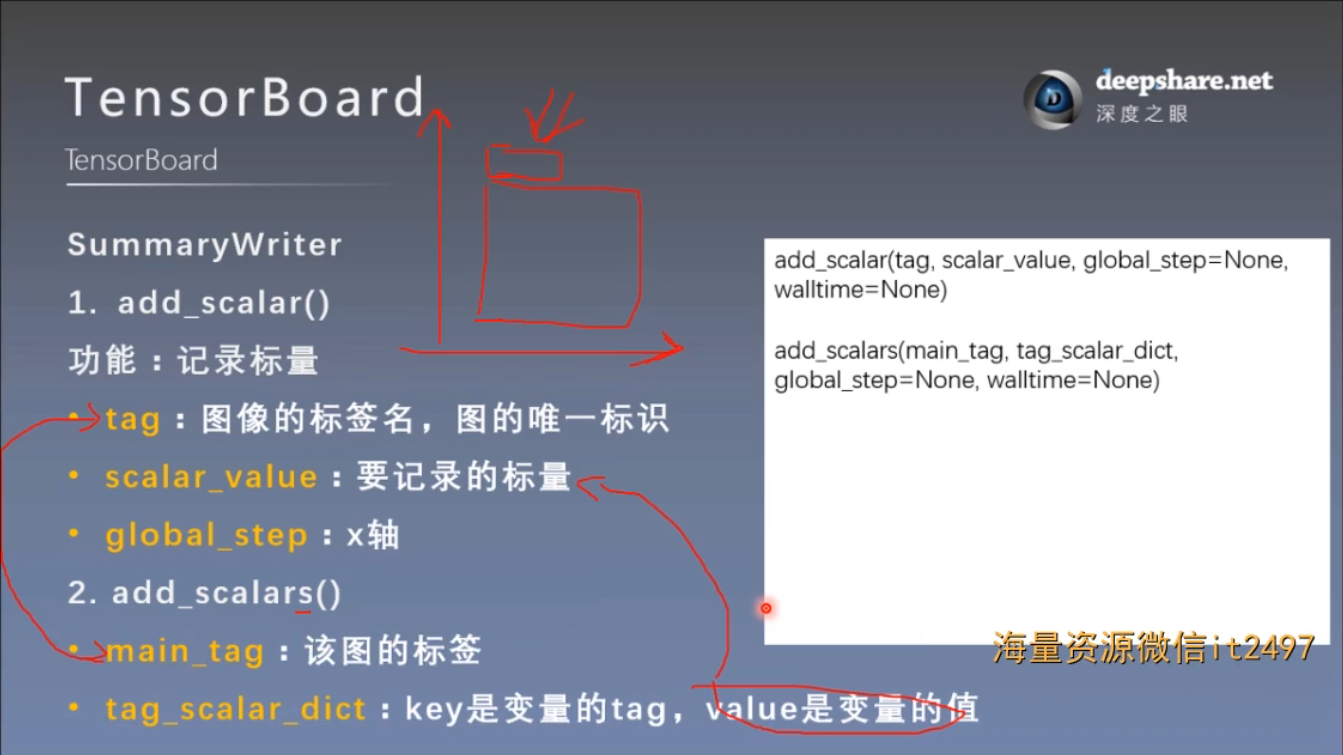 TensorBoard
deepshare.net
深度之眼
TensorBoard
SummaryWriter
1. add_scalar()
功能：记录标量
• tag：图像的标签名，图的唯一标识
• scalar_value：要记录的标量
• global_step：x轴
2. add_scalars()
• main_tag：该图的标签
• tag_scalar_dict：key是变量的tag，value是变量的值
add_scalar(tag, scalar_value, global_step=None,
walltime=None)
add_scalars(main_tag, tag_scalar_dict,
global_step=None, walltime=None)
海量资源微信it2497